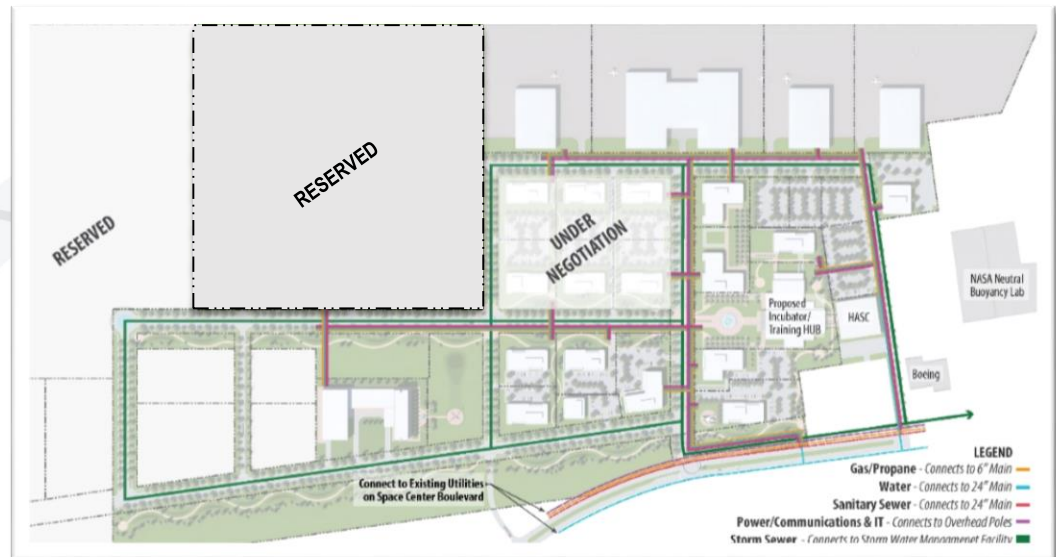 RESERVED
RESERVED
UNDER
NEGOTIATION
NASA Neutral
Buoyancy Lab
Proposed
Incubator/
Training HUB
HASC
Boeing
Connect to Existing Utilities
on Space Center Boulevard
LEGEND
Gas/Propane - Connects to 6" Main
Water - Connects to 24" Main
Sanitary Sewer - Connects to 24" Main
Power/Communications & IT - Connects to Overhead Poles
Storm Sewer - Connects to Storm Water Managemenet Facility